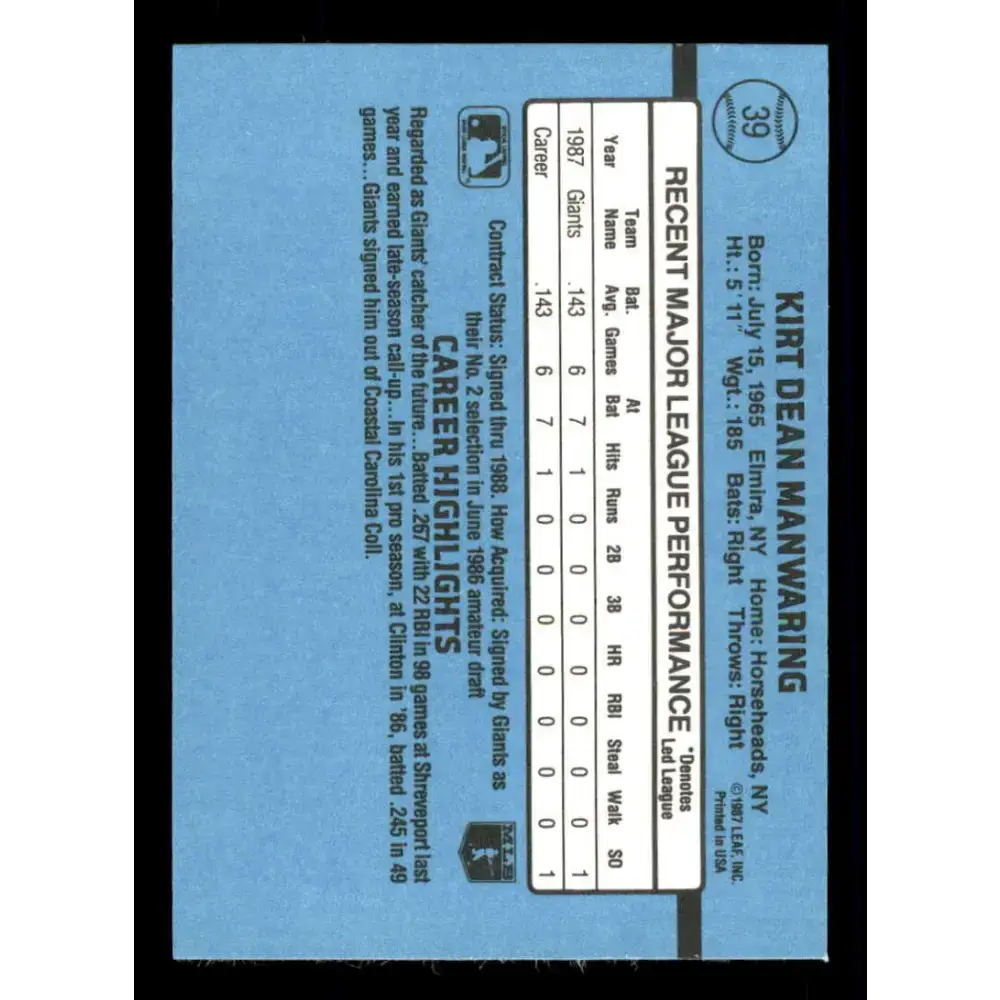 39
KIRT DEAN MANWARING
Born: July 15, 1965 Elmira, NY Home: Horseheads, NY
Ht.: 5'11" Wgt.: 185 Bats: Right Throws: Right
©1987 LEAF, INC.
Printed in USA
RECENT MAJOR LEAGUE PERFORMANCE
*Denotes
Led League
Year Team Name Bat. Avg. Games At Bat Hits Runs 2B 3B HR RBI Steal Walk SO
1987 Giants .143 6 7 1 0 0 0 0 0 0 0 1
Career .143 6 7 1 0 0 0 0 0 0 0 1
Contract Status: Signed thru 1988. How Acquired: Signed by Giants as
their No. 2 selection in June 1986 amateur draft
MLB
CAREER HIGHLIGHTS
Regarded as Giants' catcher of the future...Batted .267 with 22 RBI in 98 games at Shreveport last
year and earned late-season call-up...In his 1st pro season, at Clinton in '86, batted .245 in 49
games...Giants signed him out of Coastal Carolina Coll.